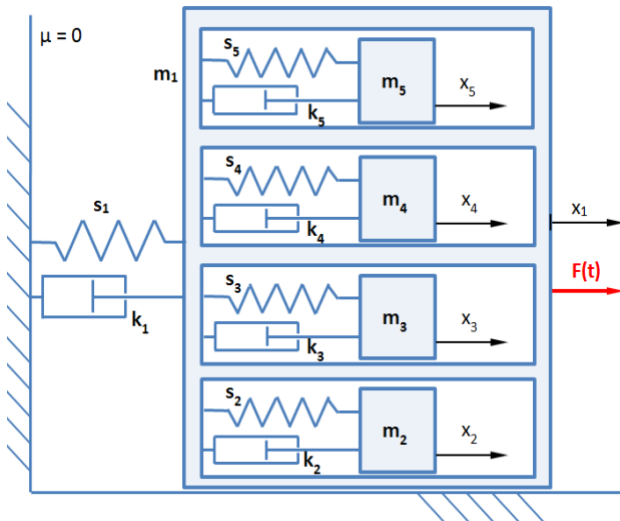 μ = 0
m₁
s₅
k₅
m₅
x₅
s₄
k₄
m₄
x₄
s₁
k₁
x₁
F(t)
s₃
k₃
m₃
x₃
s₂
k₂
m₂
x₂